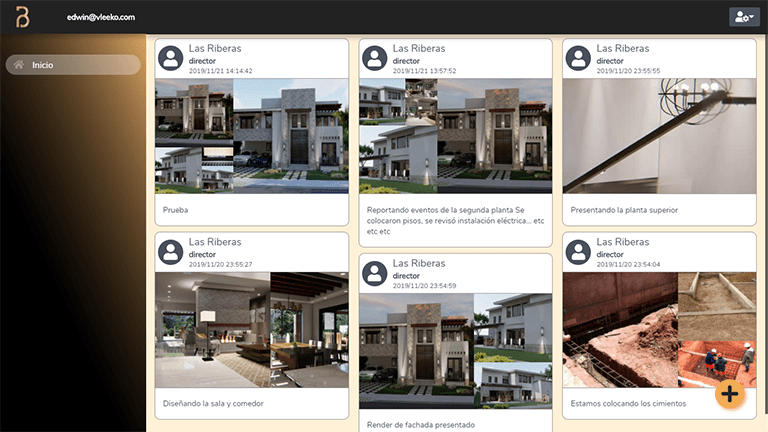 edwin@vleeko.com
Inicio
Las Riberas
director
2019/11/21 14:14:42
Prueba
Las Riberas
director
2019/11/21 13:57:52
Reportando eventos de la segunda planta Se
colocaron pisos, se revisó instalación eléctrica... etc
etc etc
Las Riberas
director
2019/11/20 23:55:55
Presentando la planta superior
Las Riberas
director
2019/11/20 23:55:27
Diseñando la sala y comedor
Las Riberas
director
2019/11/20 23:54:59
Render de fachada presentado
Las Riberas
director
2019/11/20 23:54:04
Estamos colocando los cimientos